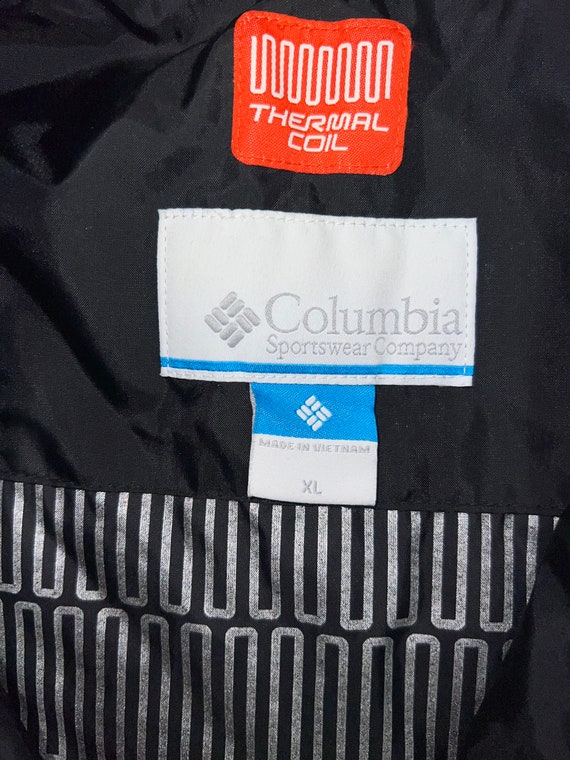 THERMAL
COIL
Columbia
Sportswear Company
MADE IN VIETNAM
XL